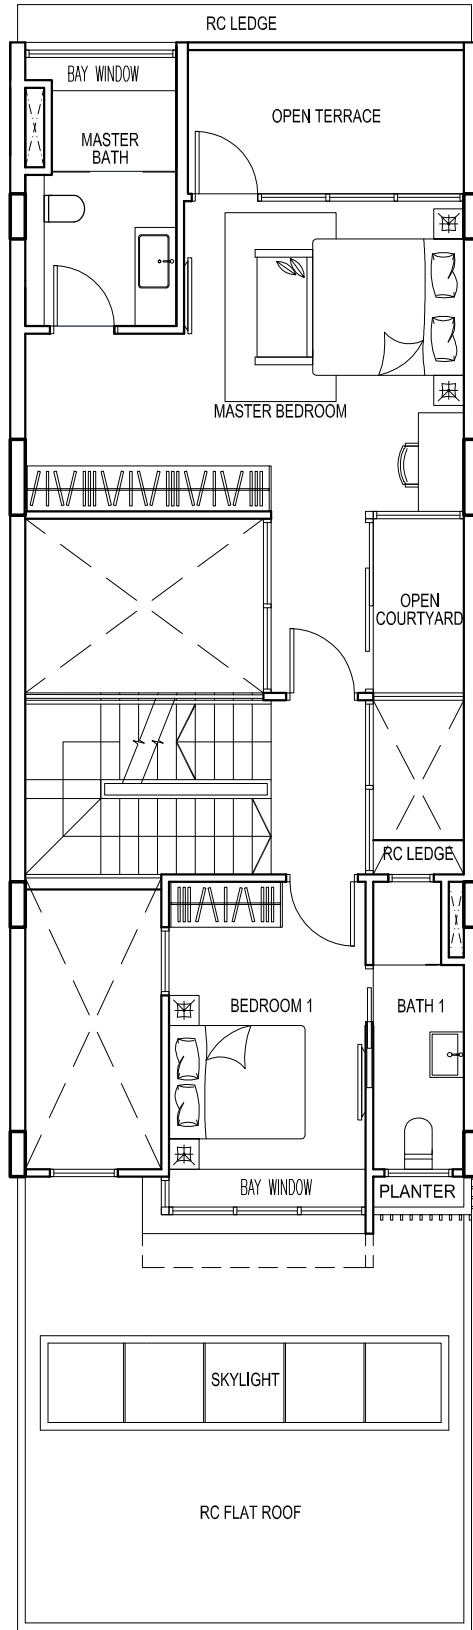 RC LEDGE
BAY WINDOW
OPEN TERRACE
MASTER
BATH
MASTER BEDROOM
OPEN
COURTYARD
RC LEDGE
BEDROOM 1
BATH 1
BAY WINDOW
PLANTER
SKYLIGHT
RC FLAT ROOF